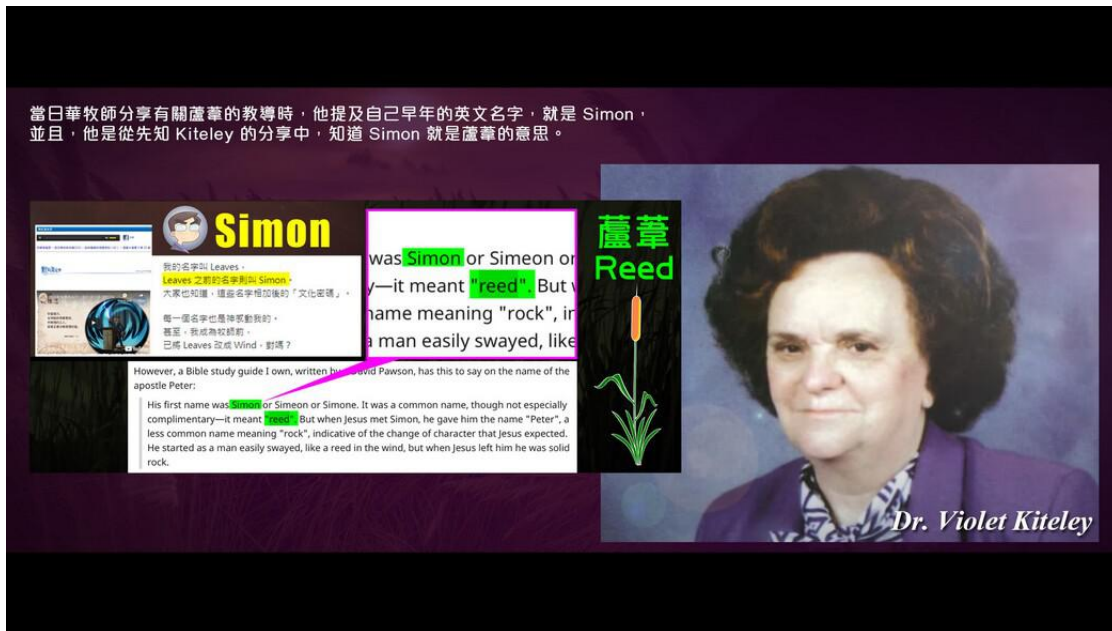 當日華牧師分享有關蘆葦的教導時，他提及自己早年的英文名字，就是 Simon，
並且，他是從先知 Kiteley 的分享中，知道 Simon 就是蘆葦的意思。
Simon
我的名字叫 Leaves，
Leaves 之前的名字則叫 Simon。
大家也知道，這些名字相加後的「文化密碼」。
每一個名字也是神感動我的，
甚至，我成為牧師前，
已將 Leaves 改成 Wind，對嗎？
was Simon or Simeon or
—it meant "reed". But
name meaning "rock", in
a man easily swayed, like
蘆葦
Reed
However, a Bible study guide I own, written by David Pawson, has this to say on the name of the
apostle Peter:
His first name was Simon or Simeon or Simone. It was a common name, though not especially
complimentary—it meant "reed". But when Jesus met Simon, he gave him the name "Peter", a
less common name meaning "rock", indicative of the change of character that Jesus expected.
He started as a man easily swayed, like a reed in the wind, but when Jesus left him he was solid
rock.
Dr. Violet Kiteley